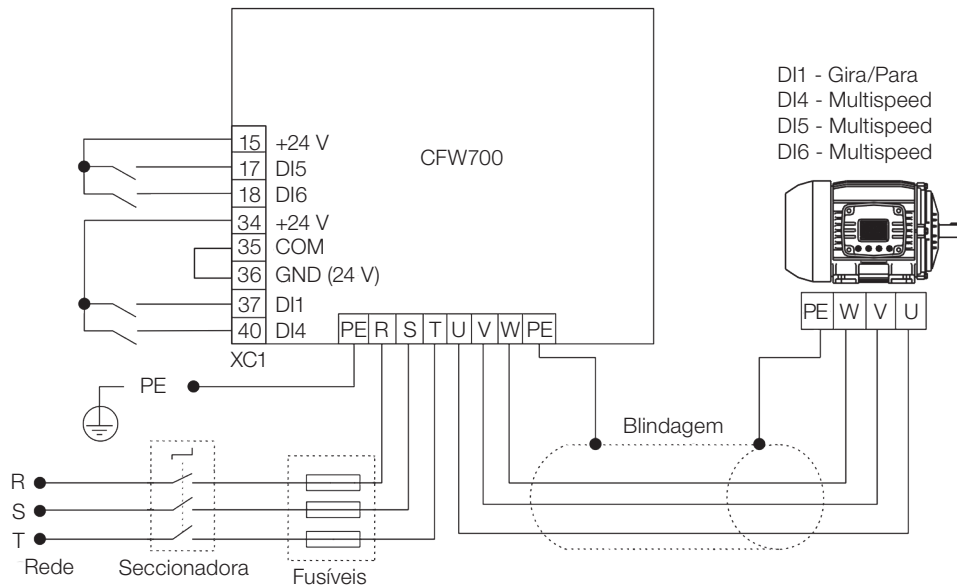 CFW700
DI1 - Gira/Para
DI4 - Multispeed
DI5 - Multispeed
DI6 - Multispeed
15 +24 V
17 DI5
18 DI6
34 +24 V
35 COM
36 GND (24 V)
37 DI1
40 DI4
XC1
PE R S T U V W PE
PE W V U
PE
Blindagem
R
S
T
Rede
Seccionadora
Fusíveis